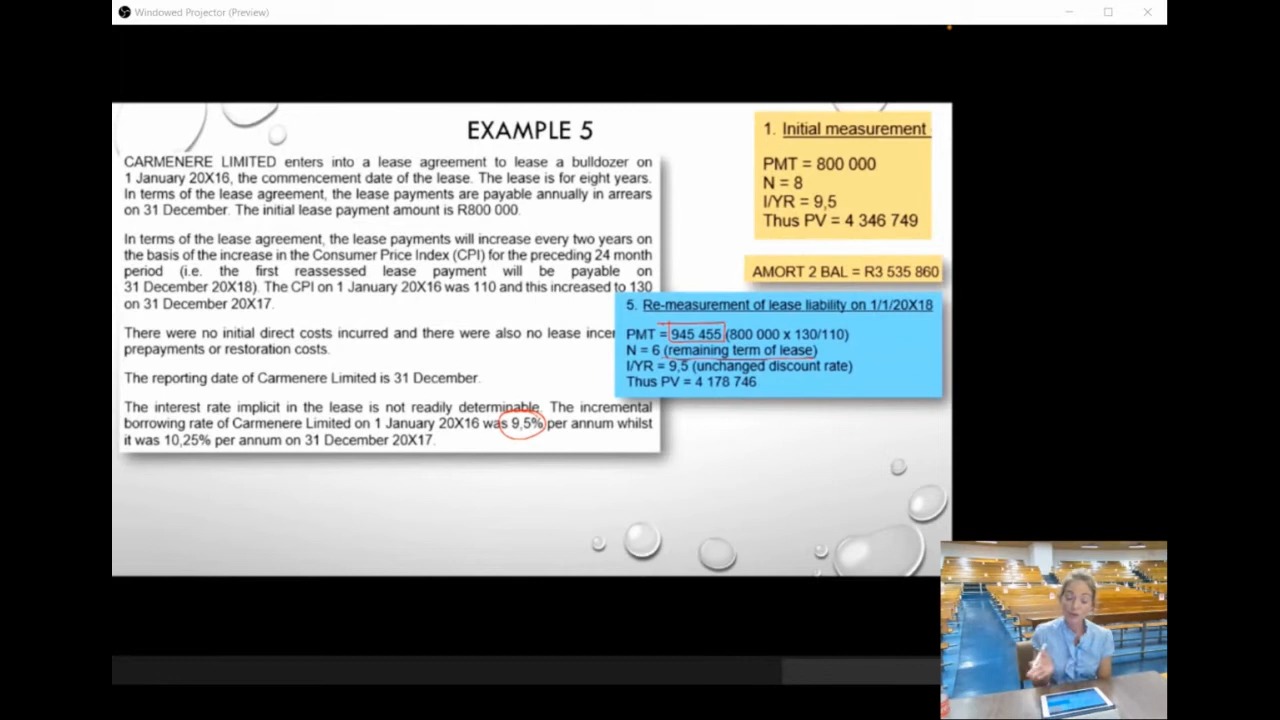 Windowed Projector (Preview)
EXAMPLE 5
CARMENERE LIMITED enters into a lease agreement to lease a bulldozer on
1 January 20X16, the commencement date of the lease. The lease is for eight years.
In terms of the lease agreement, the lease payments are payable annually in arrears
on 31 December. The initial lease payment amount is R800 000.
In terms of the lease agreement, the lease payments will increase every two years on
the basis of the increase in the Consumer Price Index (CPI) for the preceding 24 month
period (i.e. the first reassessed lease payment will be payable on
31 December 20X18). The CPI on 1 January 20X16 was 110 and this increased to 130
on 31 December 20X17.
There were no initial direct costs incurred and there were also no lease
prepayments or restoration costs.
The reporting date of Carmenere Limited is 31 December.
The interest rate implicit in the lease is not readily determinable. The incremental
borrowing rate of Carmenere Limited on 1 January 20X16 was 9,5% per annum whilst
it was 10,25% per annum on 31 December 20X17.
1. Initial measurement
PMT = 800 000
N = 8
I/YR = 9,5
Thus PV = 4 346 749
AMORT 2 BAL = R3 535 860
5. Re-measurement of lease liability on 1/1/20X18
PMT = 945 455 (800 000 x 130/110)
N = 6 (remaining term of lease)
I/YR = 9,5 (unchanged discount rate)
Thus PV = 4 178 746